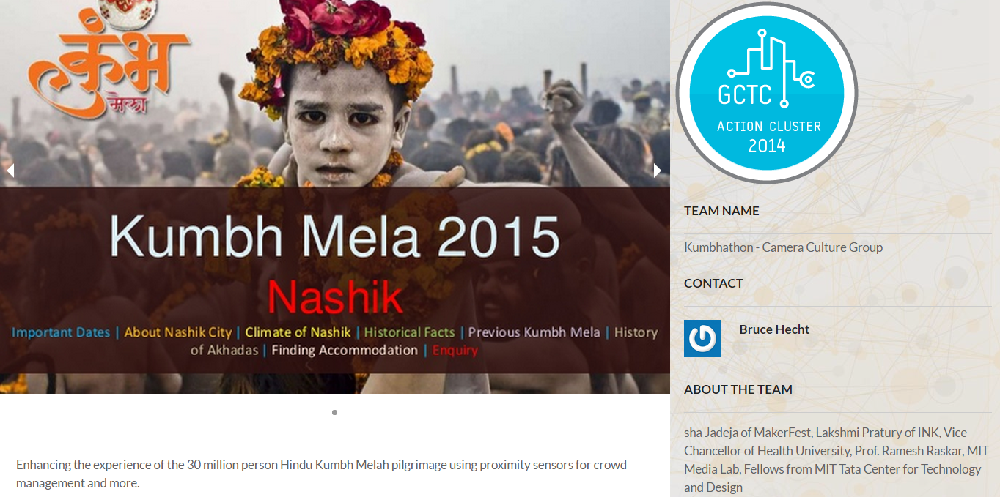 कुंभ
मेला
Kumbh Mela 2015
Nashik
Important Dates | About Nashik City | Climate of Nashik | Historical Facts | Previous Kumbh Mela | History
of Akhadas | Finding Accommodation | Enquiry
Enhancing the experience of the 30 million person Hindu Kumbh Melah pilgrimage using proximity sensors for crowd
management and more.
GCTC
ACTION CLUSTER
2014
TEAM NAME
Kumbhathon - Camera Culture Group
CONTACT
Bruce Hecht
ABOUT THE TEAM
sha Jadeja of MakerFest, Lakshmi Pratury of INK, Vice
Chancellor of Health University, Prof. Ramesh Raskar, MIT
Media Lab, Fellows from MIT Tata Center for Technology
and Design